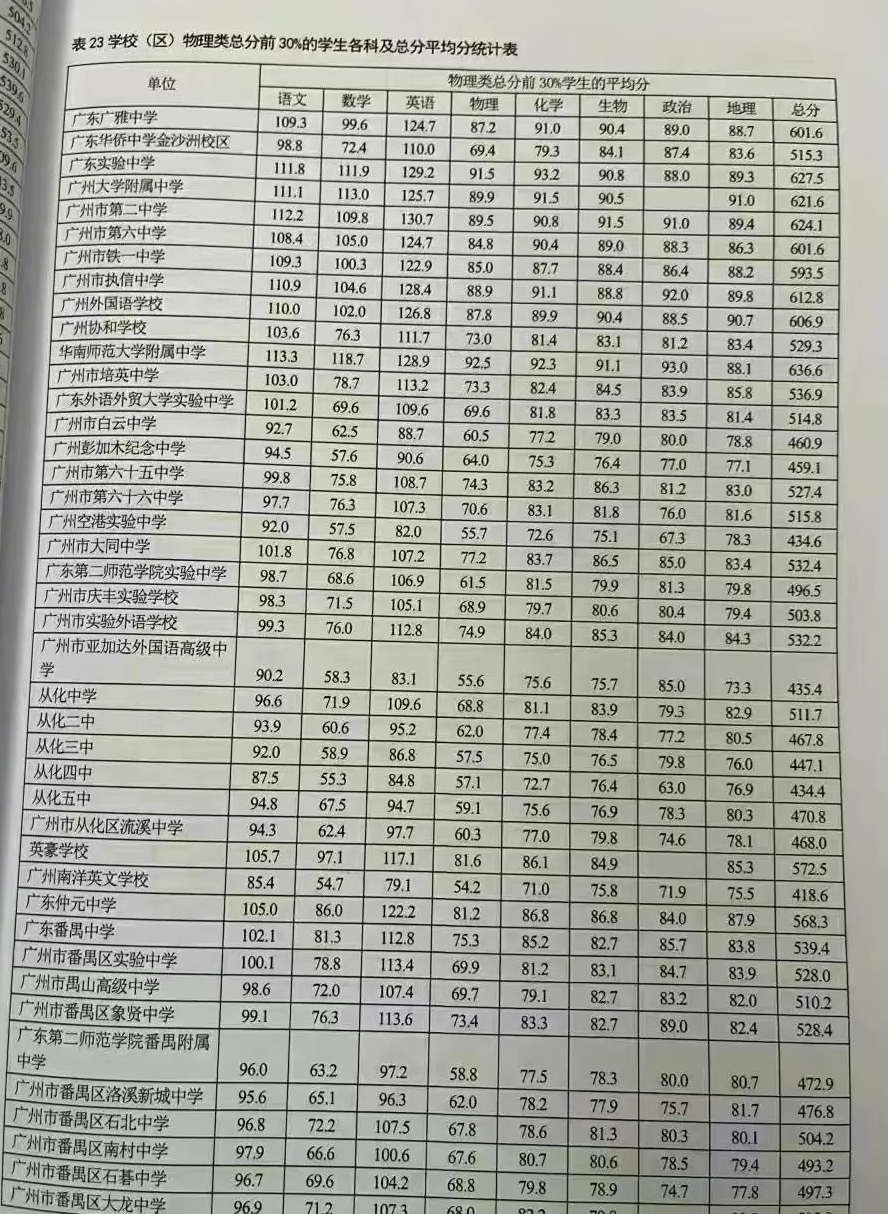 504.2
512.8
530.1
539.6
529.4
表 23 学校（区）物理类总分前 30%的学生各科及总分平均分统计表
单位 物理类总分前 30%学生的平均分
语文 数学 英语 物理 化学 生物 政治 地理 总分
广东广雅中学 109.3 99.6 124.7 87.2 91.0 90.4 89.0 88.7 601.6
广东华侨中学金沙洲校区 98.8 72.4 110.0 69.4 79.3 84.1 87.4 83.6 515.3
广东实验中学 111.8 111.9 129.2 91.5 93.2 90.8 88.0 89.3 627.5
广州大学附属中学 111.1 113.0 125.7 89.9 91.5 90.5 91.0 621.6
广州市第二中学 112.2 109.8 130.7 89.5 90.8 91.5 91.0 89.4 624.1
广州市第六中学 108.4 105.0 124.7 84.8 90.4 89.0 88.3 86.3 601.6
广州市铁一中学 109.3 100.3 122.9 85.0 87.7 88.4 86.4 88.2 593.5
广州市执信中学 110.9 104.6 128.4 88.9 91.1 88.8 92.0 89.8 612.8
广州外国语学校 110.0 102.0 126.8 87.8 89.9 90.4 88.5 90.7 606.9
广州协和学校 103.6 76.3 111.7 73.0 81.4 83.1 81.2 83.4 529.3
华南师范大学附属中学 113.3 118.7 128.9 92.5 92.3 91.1 93.0 88.1 636.6
广州市培英中学 103.0 78.7 113.2 73.3 82.4 84.5 83.9 85.8 536.9
广东外语外贸大学实验中学 101.2 69.6 109.6 69.6 81.8 83.3 83.5 81.4 514.8
广州市白云中学 92.7 62.5 88.7 60.5 77.2 79.0 80.0 78.8 460.9
广州彭加木纪念中学 94.5 57.6 90.6 64.0 75.3 76.4 77.0 77.1 459.1
广州市第六十五中学 99.8 75.8 108.7 74.3 83.2 86.3 81.2 83.0 527.4
广州市第六十六中学 97.7 76.3 107.3 70.6 83.1 81.8 76.0 81.6 515.8
广州空港实验中学 92.0 57.5 82.0 55.7 72.6 75.1 67.3 78.3 434.6
广州市大同中学 101.8 76.8 107.2 77.2 83.7 86.5 85.0 83.4 532.4
广东第二师范学院实验中学 98.7 68.6 106.9 61.5 81.5 79.9 81.3 79.8 496.5
广州市庆丰实验学校 98.3 71.5 105.1 68.9 79.7 80.6 80.4 79.4 503.8
广州市实验外语学校 99.3 76.0 112.8 74.9 84.0 85.3 84.0 84.3 532.2
广州市亚加达外国语高级中
学 90.2 58.3 83.1 55.6 75.6 75.7 85.0 73.3 435.4
从化中学 96.6 71.9 109.6 68.8 81.1 83.9 79.3 82.9 511.7
从化二中 93.9 60.6 95.2 62.0 77.4 78.4 77.2 80.5 467.8
从化三中 92.0 58.9 86.8 57.5 75.0 76.5 79.8 76.0 447.1
从化四中 87.5 55.3 84.8 57.1 72.7 76.4 63.0 76.9 434.4
从化五中 94.8 67.5 94.7 59.1 75.6 76.9 78.3 80.3 470.8
广州市从化区流溪中学 94.3 62.4 97.7 60.3 77.0 79.8 74.6 78.1 468.0
英豪学校 105.7 97.1 117.1 81.6 86.1 84.9 85.3 572.5
广州南洋英文学校 85.4 54.7 79.1 54.2 71.0 75.8 71.9 75.5 418.6
广东仲元中学 105.0 86.0 122.2 81.2 86.8 86.8 84.0 87.9 568.3
广东番禺中学 102.1 81.3 112.8 75.3 85.2 82.7 85.7 83.8 539.4
广州市番禺区实验中学 100.1 78.8 113.4 69.9 81.2 83.1 84.7 83.9 528.0
广州市禺山高级中学 98.6 72.0 107.4 69.7 79.1 82.7 83.2 82.0 510.2
广州市番禺区象贤中学 99.1 76.3 113.6 73.4 83.3 82.7 89.0 82.4 528.4
广东第二师范学院番禺附属
中学 96.0 63.2 97.2 58.8 77.5 78.3 80.0 80.7 472.9
广州市番禺区洛溪新城中学 95.6 65.1 96.3 62.0 78.2 77.9 75.7 81.7 476.8
广州市番禺区石北中学 96.8 72.2 107.5 67.8 78.6 81.3 80.3 80.1 504.2
广州市番禺区南村中学 97.9 66.6 100.6 67.6 80.7 80.6 78.5 79.4 493.2
广州市番禺区石碁中学 96.7 69.6 104.2 68.8 79.8 78.9 74.7 77.8 497.3
广州市番禺区大龙中学 96.9 71.2 107.3 68.0